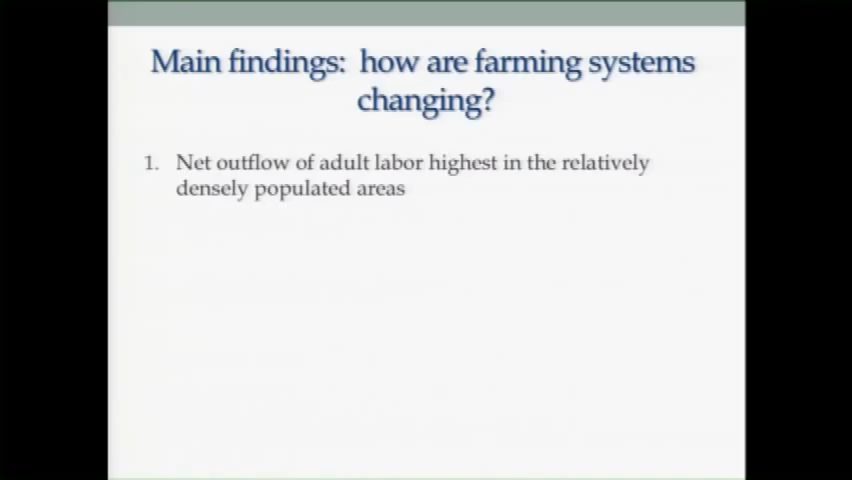 Main findings: how are farming systems
changing?
1. Net outflow of adult labor highest in the relatively
densely populated areas